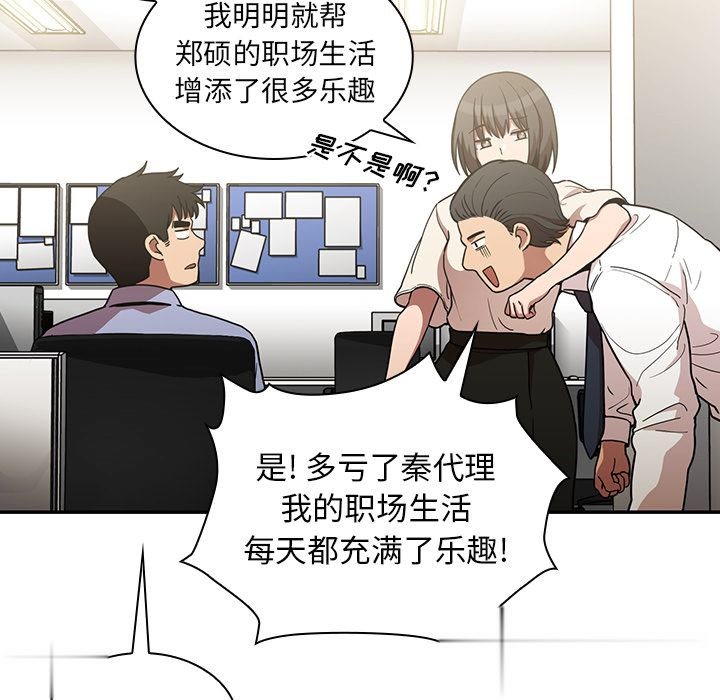 我明明就帮
郑硕的职场生活
增添了很多乐趣
是不是啊?
是! 多亏了秦代理
我的职场生活
每天都充满了乐趣!